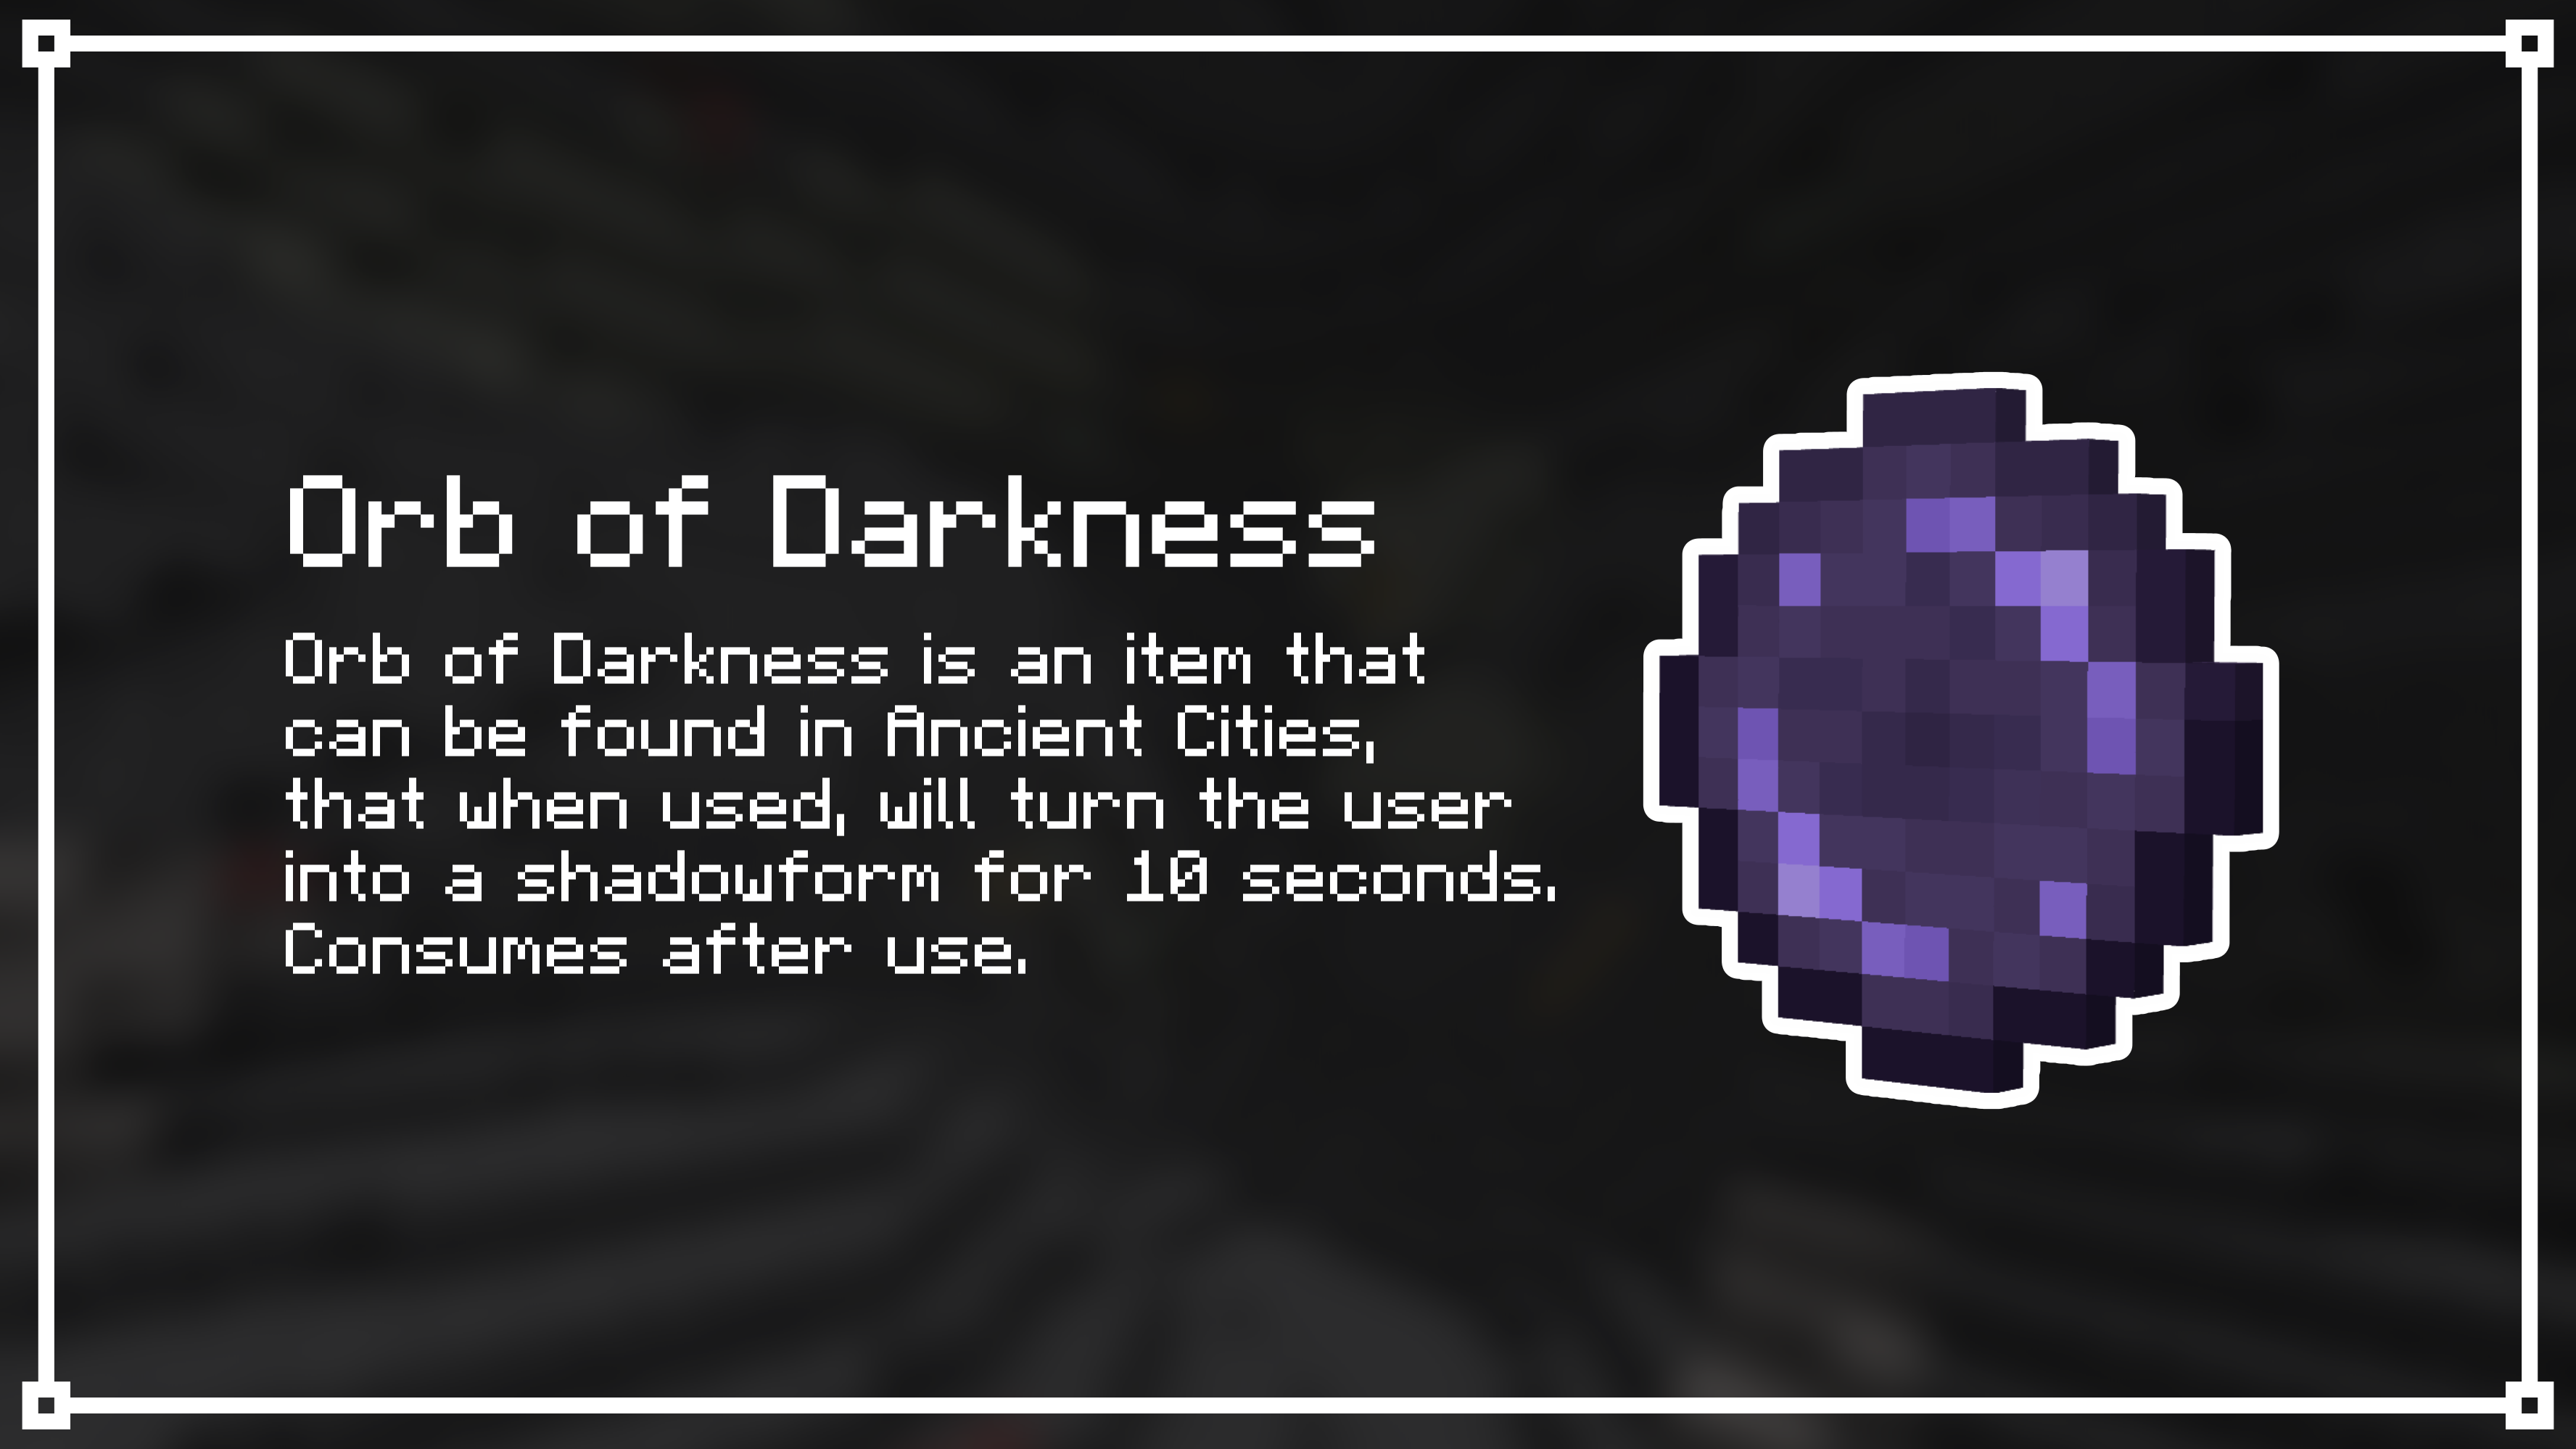 Orb of Darkness
Orb of Darkness is an item that
can be found in Ancient Cities,
that when used, will turn the user
into a shadowform for 10 seconds.
Consumes after use.